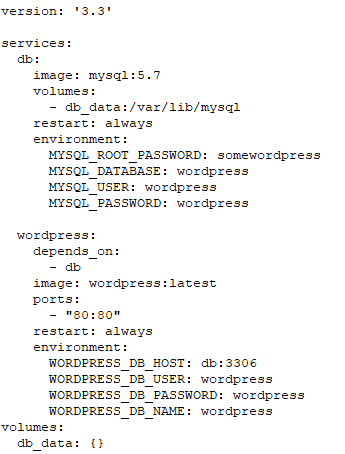 version: '3.3'

services:
  db:
    image: mysql:5.7
    volumes:
      - db_data:/var/lib/mysql
    restart: always
    environment:
      MYSQL_ROOT_PASSWORD: somewordpress
      MYSQL_DATABASE: wordpress
      MYSQL_USER: wordpress
      MYSQL_PASSWORD: wordpress

  wordpress:
    depends_on:
      - db
    image: wordpress:latest
    ports:
      - "80:80"
    restart: always
    environment:
      WORDPRESS_DB_HOST: db:3306
      WORDPRESS_DB_USER: wordpress
      WORDPRESS_DB_PASSWORD: wordpress
      WORDPRESS_DB_NAME: wordpress
volumes:
  db_data: {}